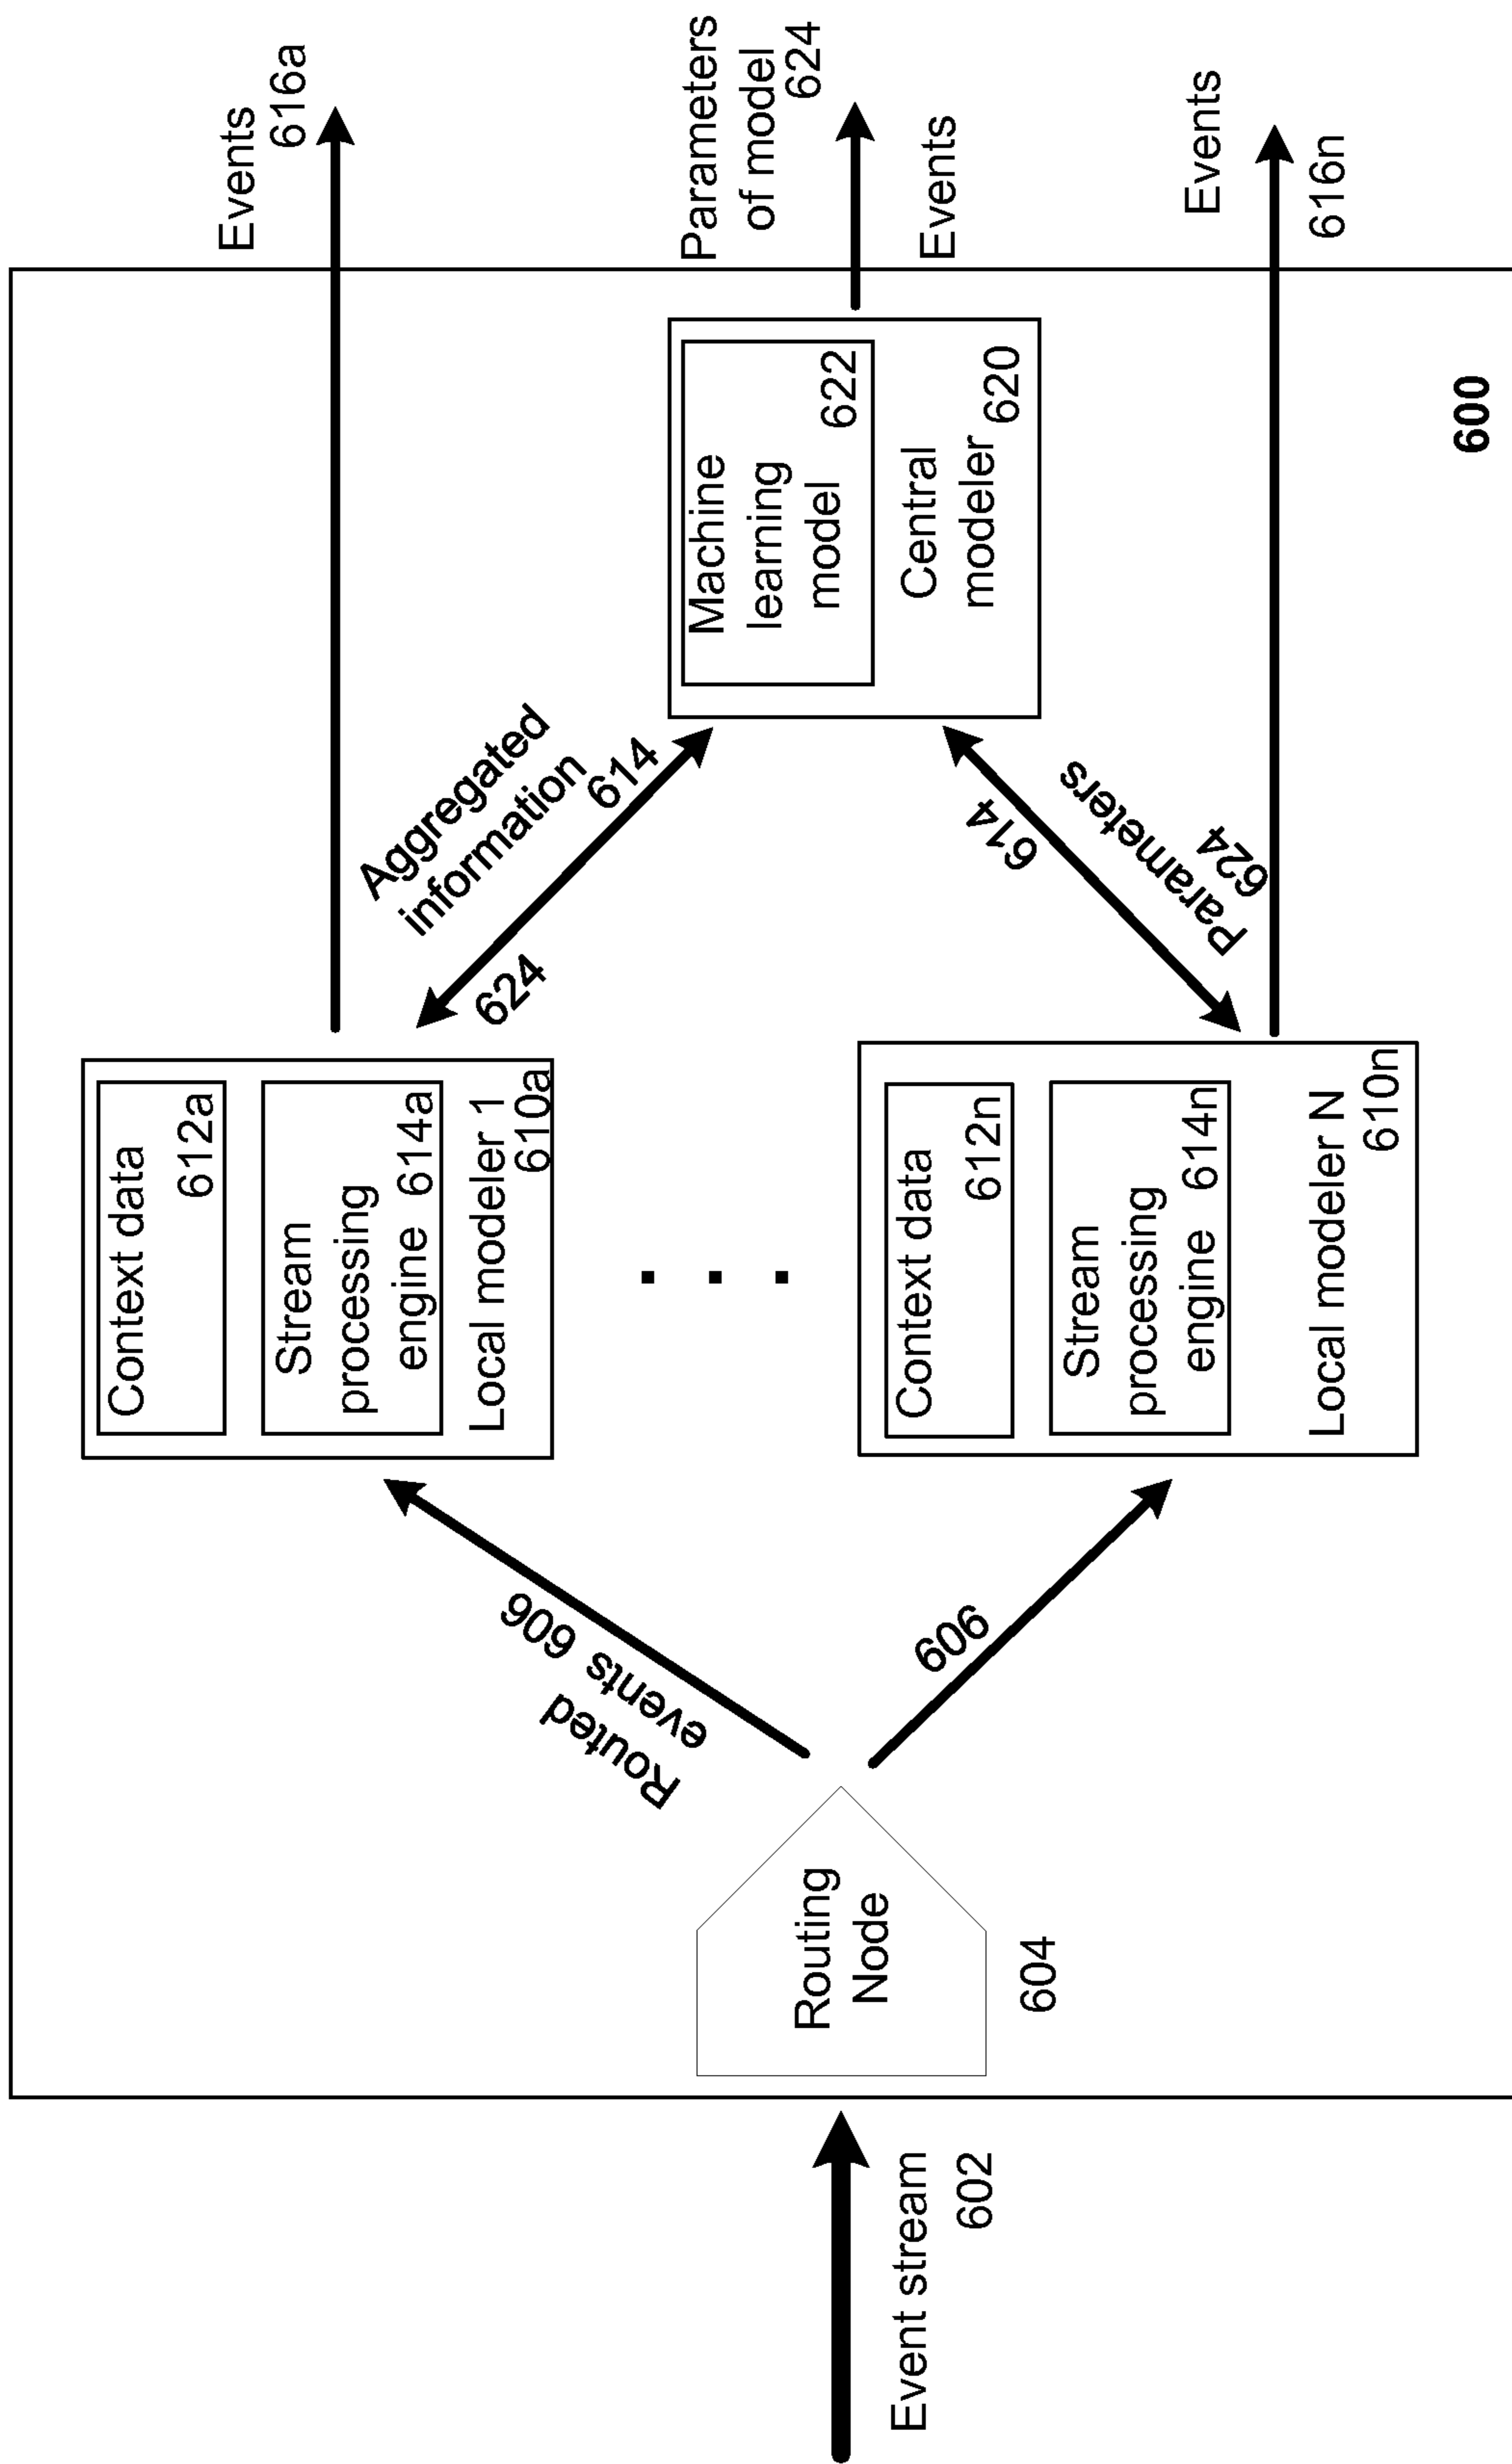 Event stream
602
Routing
Node
604
Routed
events 606
606
Context data
612a
Stream
processing
engine 614a
Local modeler 1
610a
Context data
612n
Stream
processing
engine 614n
Local modeler N
610n
Aggregated
information
614
624
614
Parameters
624
Machine
learning
model 622
Central
modeler 620
Events
616a
Parameters
of model
624
Events
Events
616n
600